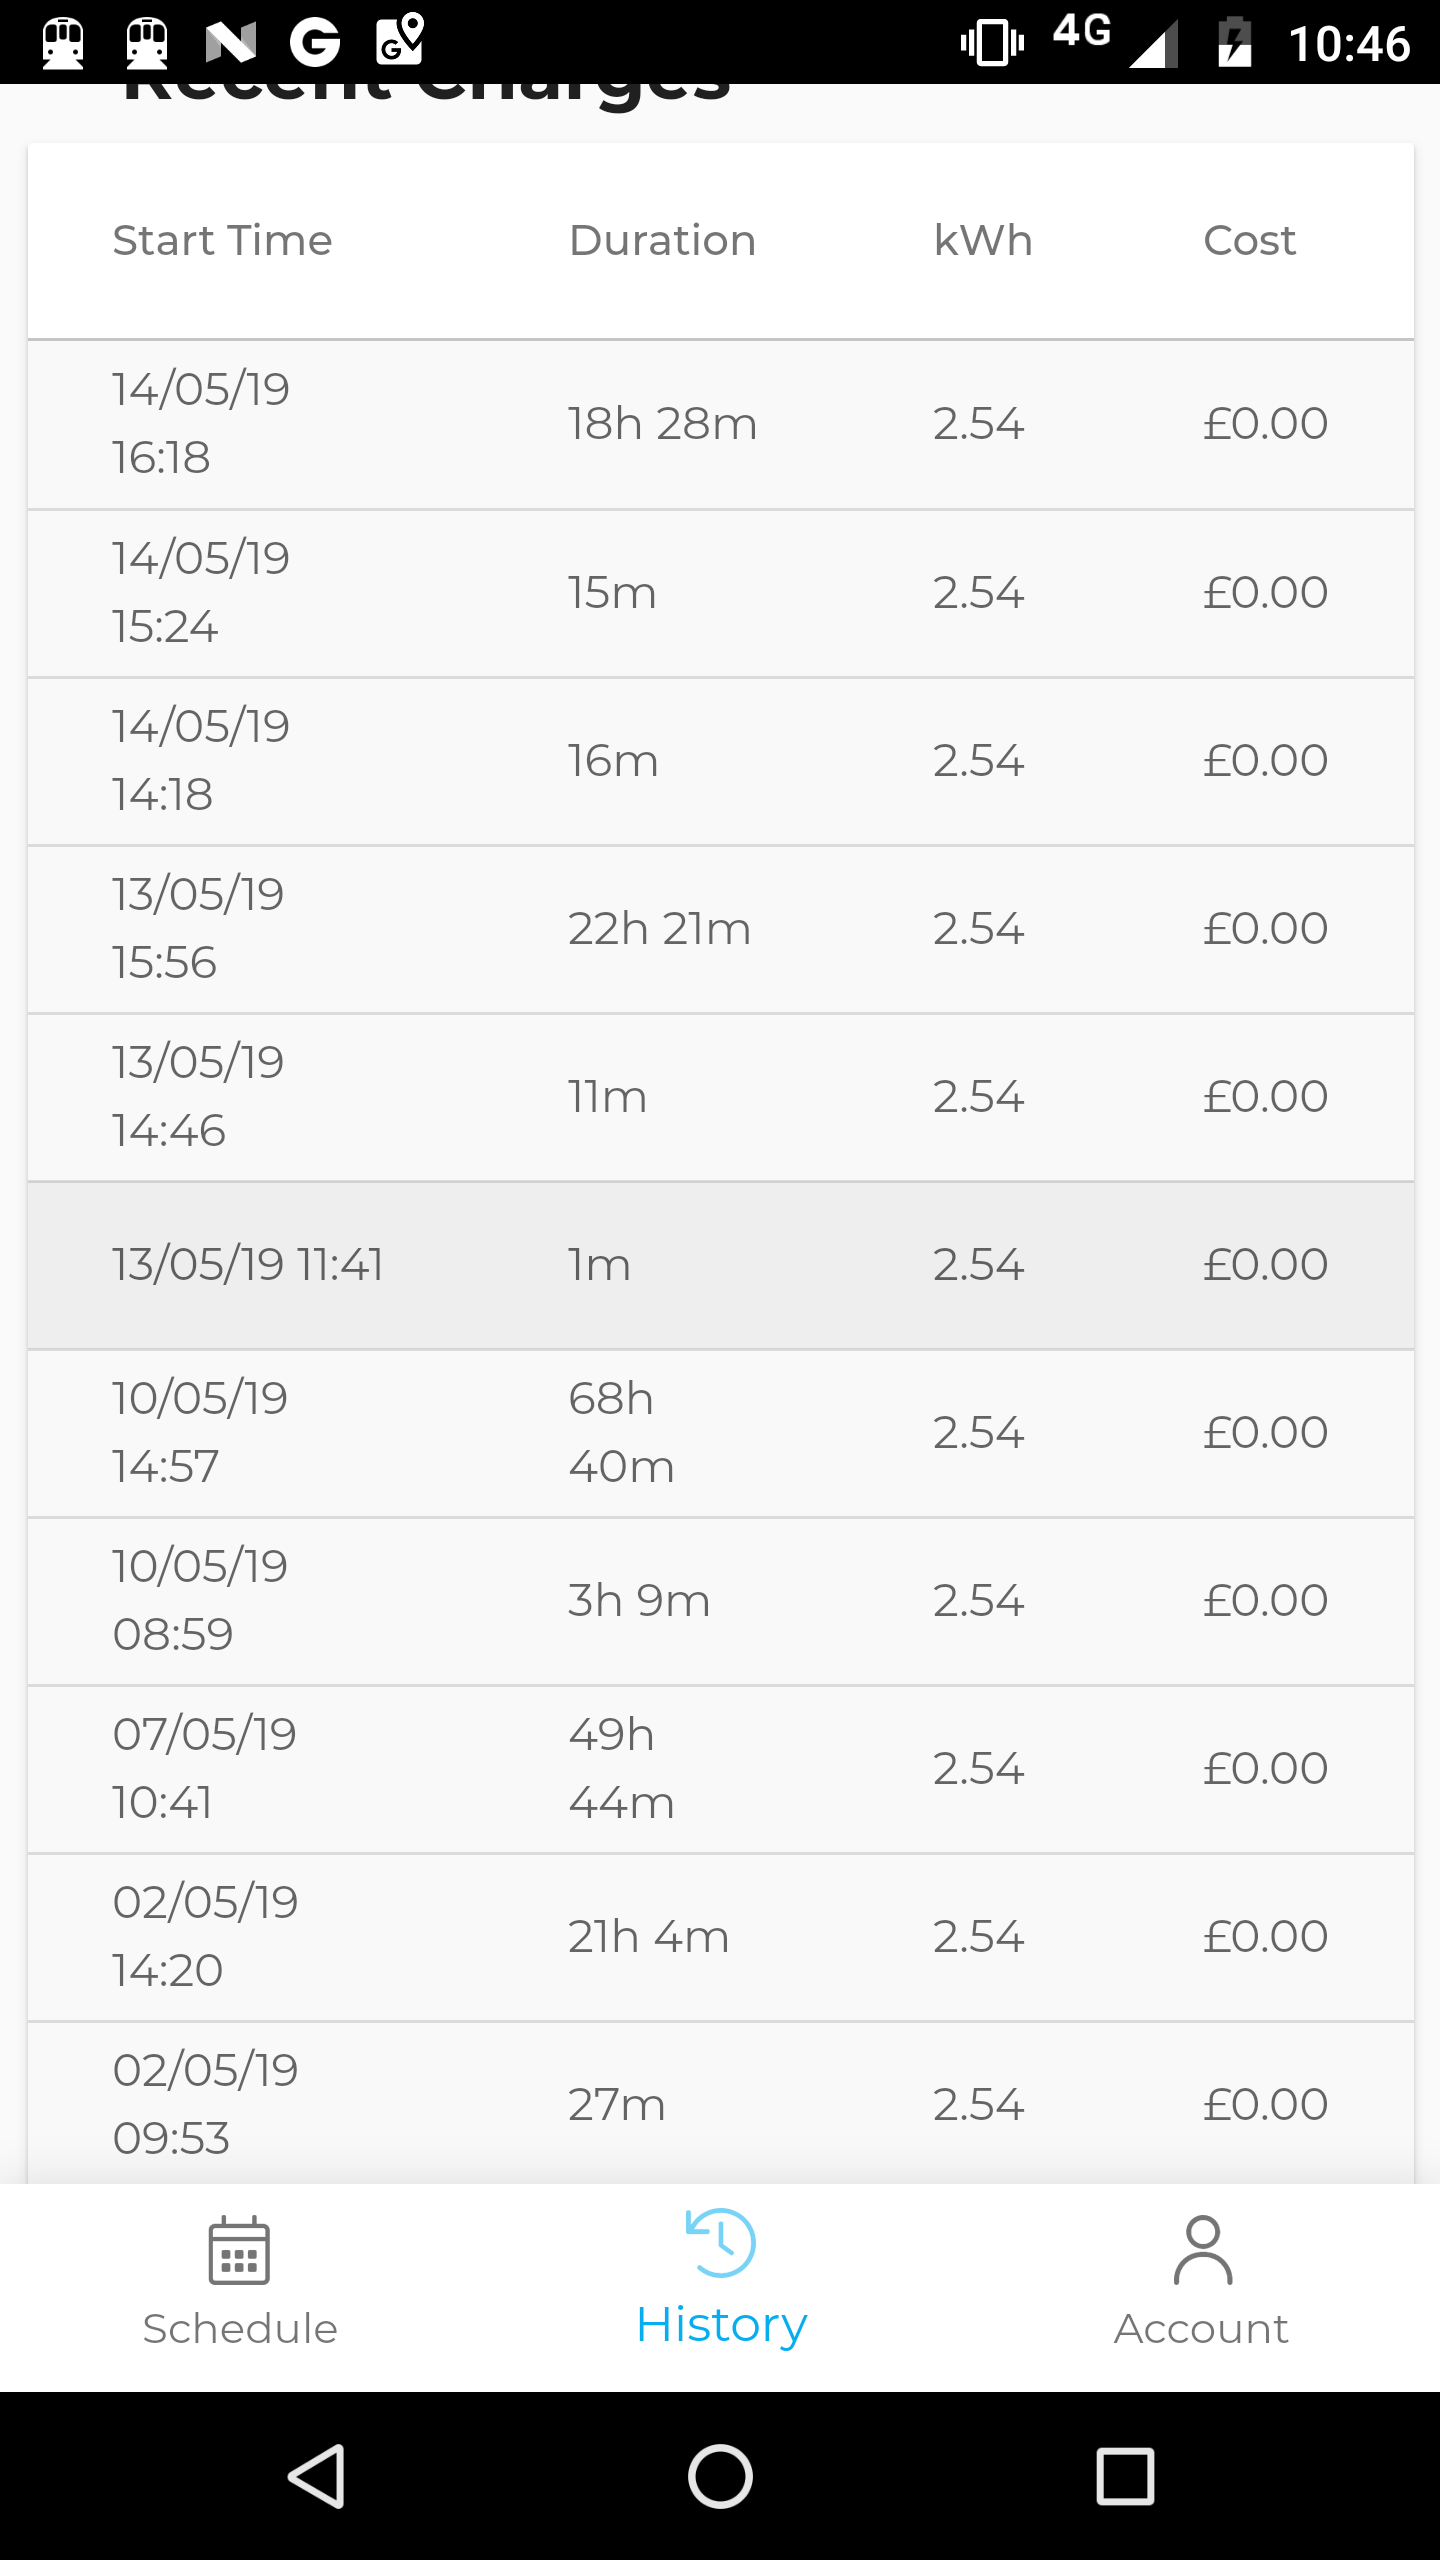 4G 10:46
Recent Charges
Start Time Duration kWh Cost
14/05/19
16:18
18h 28m 2.54 £0.00
14/05/19
15:24
15m 2.54 £0.00
14/05/19
14:18
16m 2.54 £0.00
13/05/19
15:56
22h 21m 2.54 £0.00
13/05/19
14:46
11m 2.54 £0.00
13/05/19 11:41 1m 2.54 £0.00
10/05/19
14:57
68h
40m
2.54 £0.00
10/05/19
08:59
3h 9m 2.54 £0.00
07/05/19
10:41
49h
44m
2.54 £0.00
02/05/19
14:20
21h 4m 2.54 £0.00
02/05/19
09:53
27m 2.54 £0.00
Schedule History Account